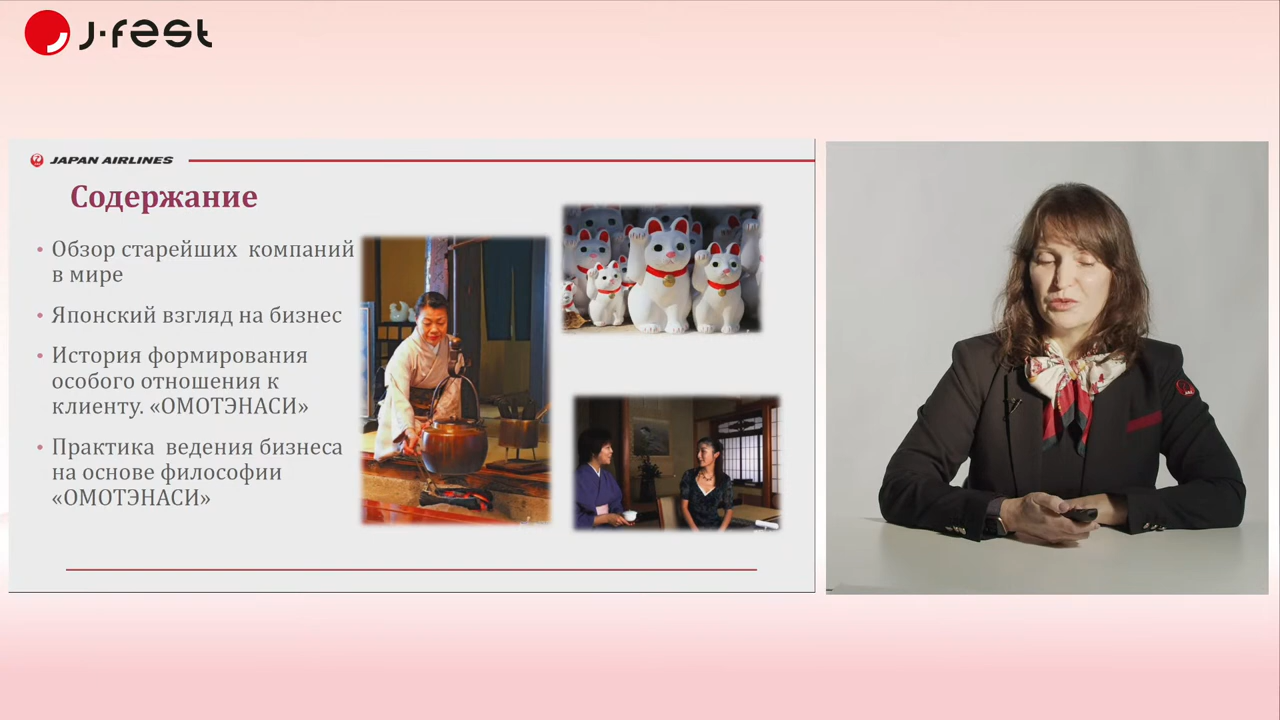 J·fest
JAPAN AIRLINES
Содержание
• Обзор старейших компаний
в мире
• Японский взгляд на бизнес
• История формирования
особого отношения к
клиенту. «ОМОТЭНАСИ»
• Практика ведения бизнеса
на основе философии
«ОМОТЭНАСИ»